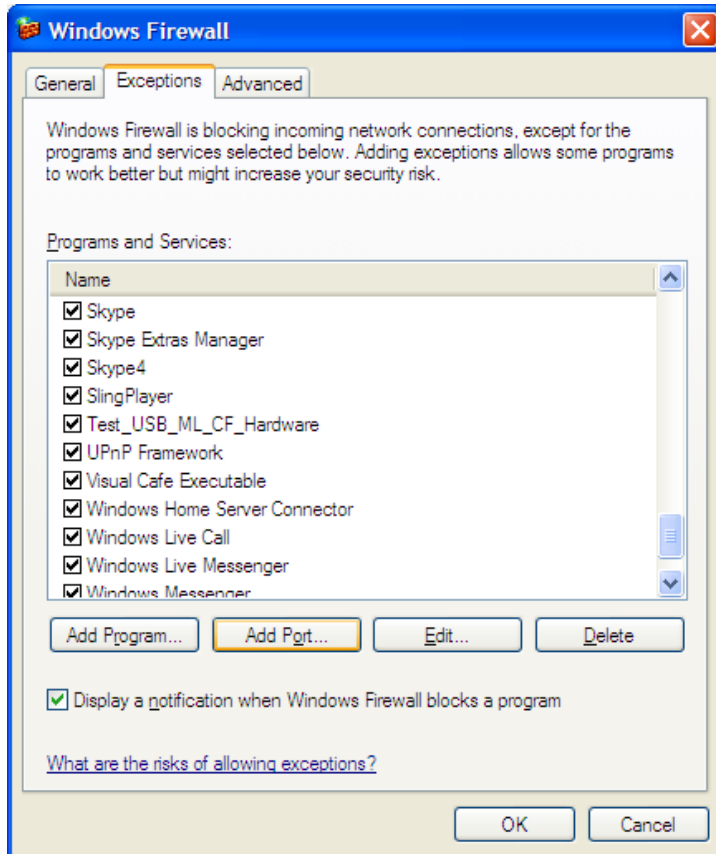 Windows Firewall
General Exceptions Advanced
Windows Firewall is blocking incoming network connections, except for the
programs and services selected below. Adding exceptions allows some programs
to work better but might increase your security risk.
Programs and Services:
Name
Skype
Skype Extras Manager
Skype4
SlingPlayer
Test_USB_ML_CF_Hardware
UPnP Framework
Visual Cafe Executable
Windows Home Server Connector
Windows Live Call
Windows Live Messenger
Windows Messenger
Add Program... Add Port... Edit... Delete
Display a notification when Windows Firewall blocks a program
What are the risks of allowing exceptions?
OK Cancel